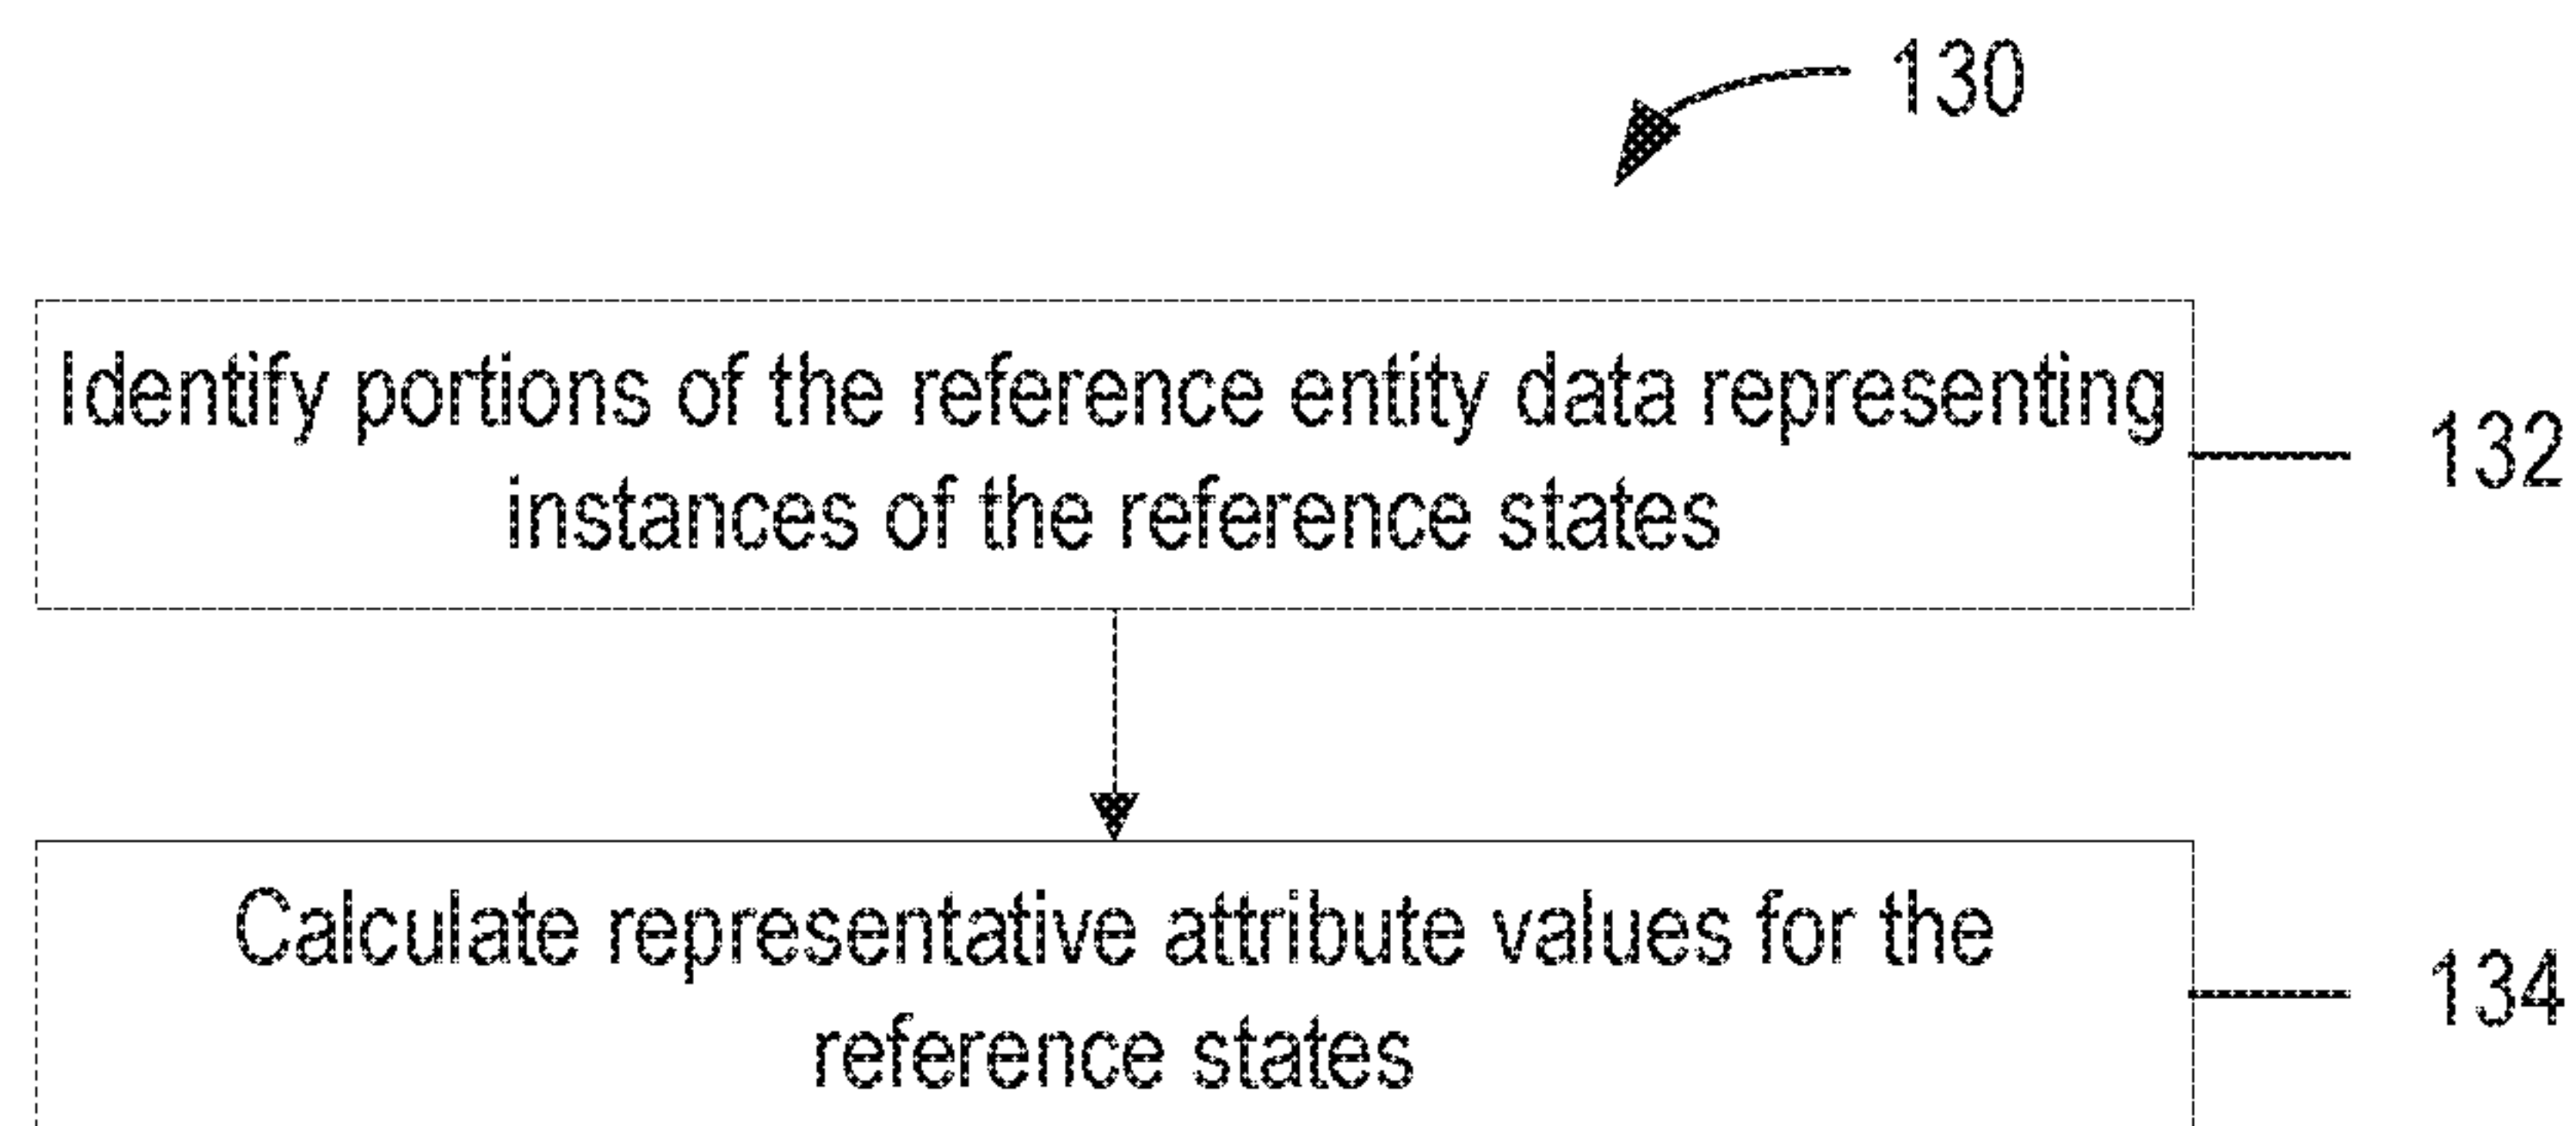 130
Identify portions of the reference entity data representing
instances of the reference states
132
Calculate representative attribute values for the
reference states
134